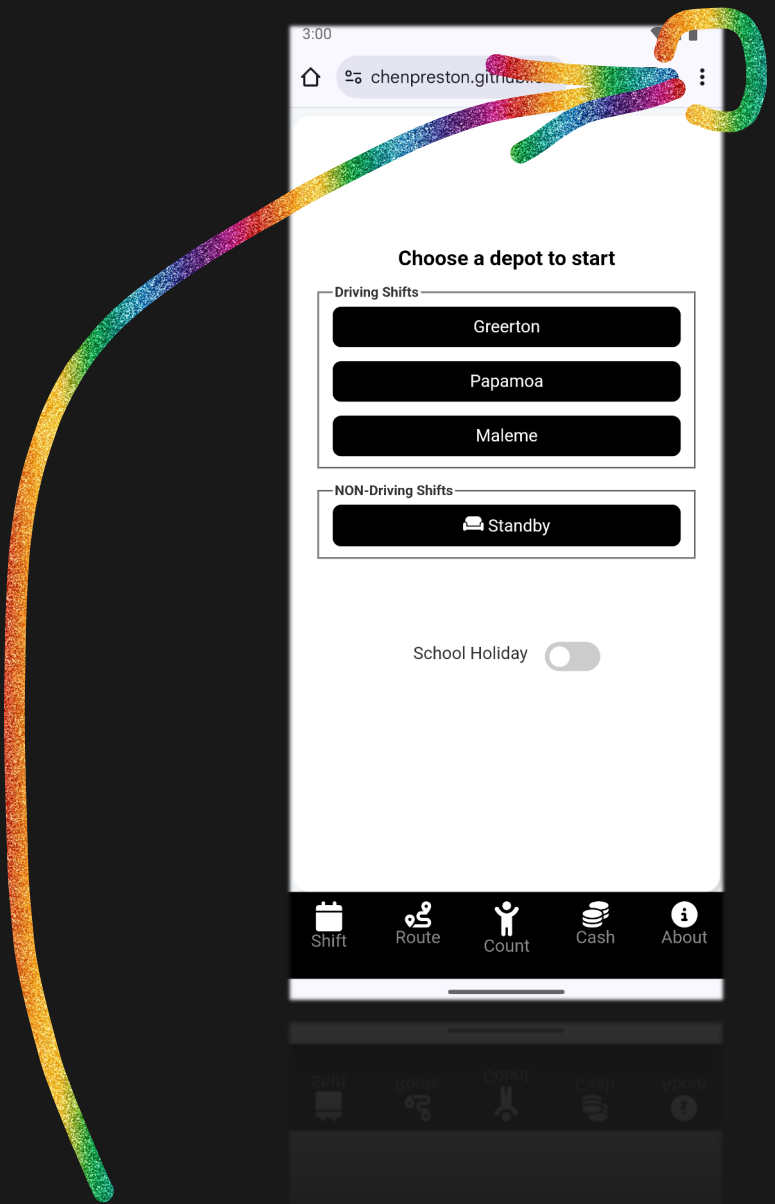 3:00
chenpreston.github.
Choose a depot to start
Driving Shifts
Greerton
Papamoa
Maleme
NON-Driving Shifts
Standby
School Holiday
Shift
Route
Count
Cash
About